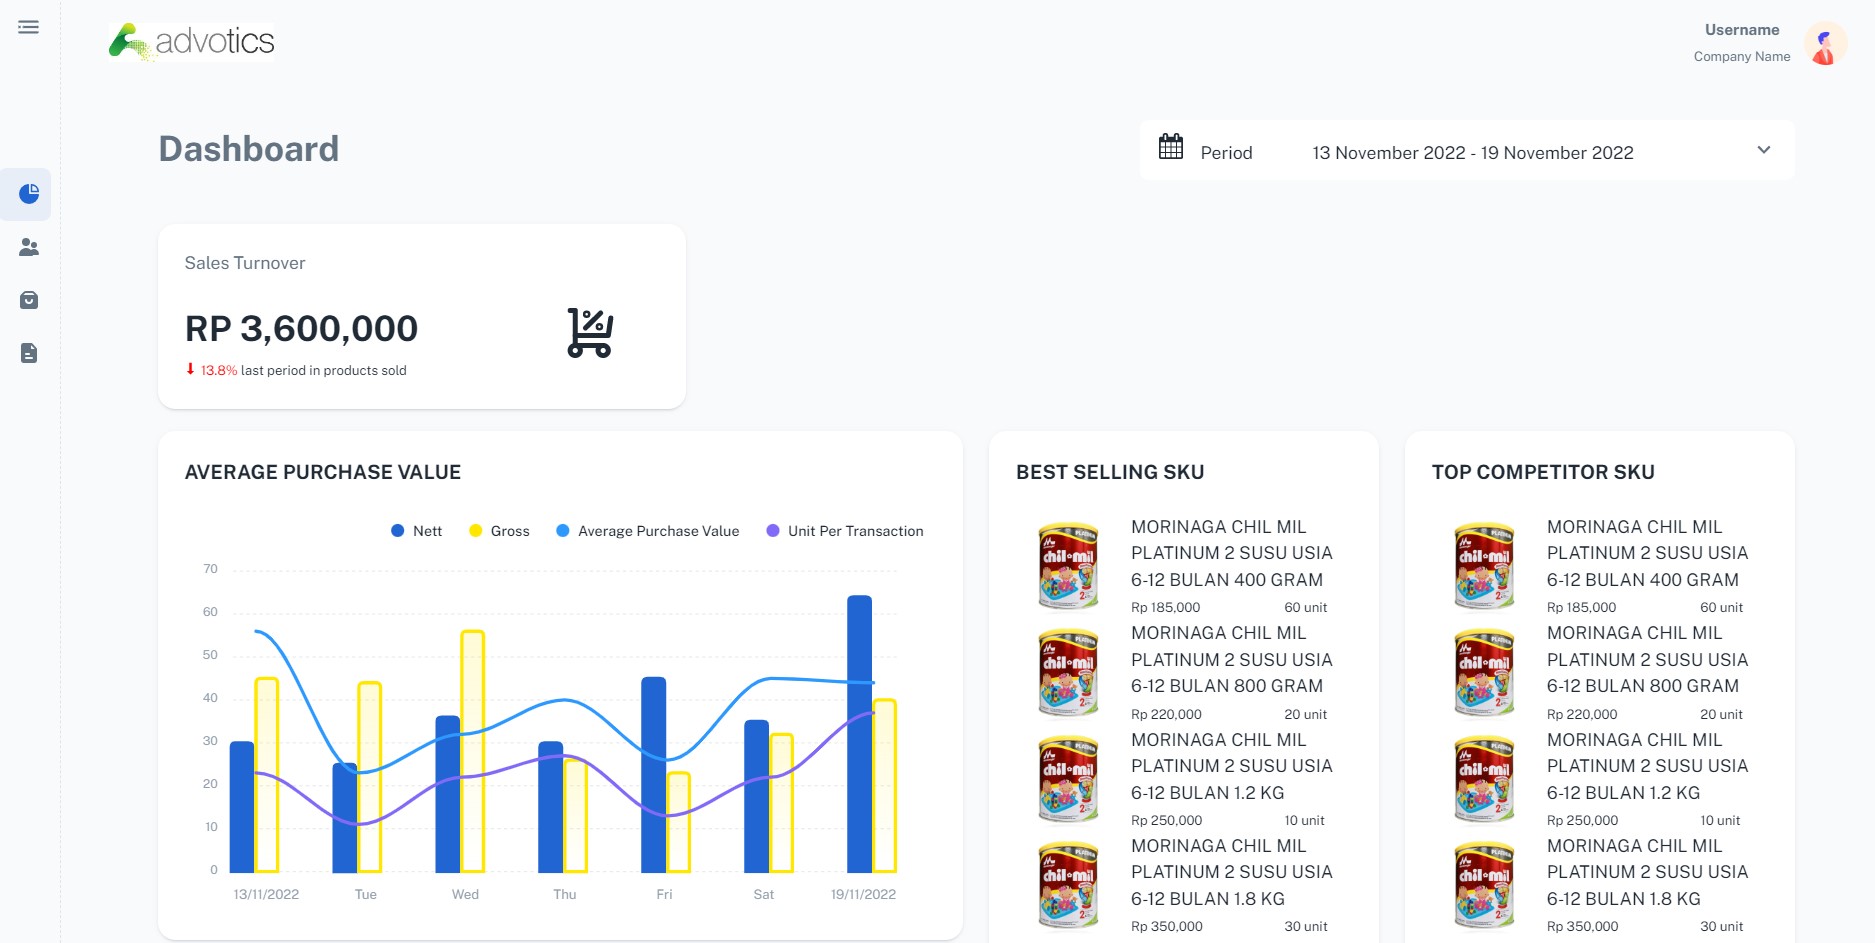 advotics
Username
Company Name
Dashboard
Period 13 November 2022 - 19 November 2022
Sales Turnover
RP 3,600,000
13.8% last period in products sold
AVERAGE PURCHASE VALUE
Nett Gross Average Purchase Value Unit Per Transaction
70
60
50
40
30
20
10
0
13/11/2022 Tue Wed Thu Fri Sat 19/11/2022
BEST SELLING SKU
MORINAGA CHIL MIL
PLATINUM 2 SUSU USIA
6-12 BULAN 400 GRAM
Rp 185,000 60 unit
MORINAGA CHIL MIL
PLATINUM 2 SUSU USIA
6-12 BULAN 800 GRAM
Rp 220,000 20 unit
MORINAGA CHIL MIL
PLATINUM 2 SUSU USIA
6-12 BULAN 1.2 KG
Rp 250,000 10 unit
MORINAGA CHIL MIL
PLATINUM 2 SUSU USIA
6-12 BULAN 1.8 KG
Rp 350,000 30 unit
TOP COMPETITOR SKU
MORINAGA CHIL MIL
PLATINUM 2 SUSU USIA
6-12 BULAN 400 GRAM
Rp 185,000 60 unit
MORINAGA CHIL MIL
PLATINUM 2 SUSU USIA
6-12 BULAN 800 GRAM
Rp 220,000 20 unit
MORINAGA CHIL MIL
PLATINUM 2 SUSU USIA
6-12 BULAN 1.2 KG
Rp 250,000 10 unit
MORINAGA CHIL MIL
PLATINUM 2 SUSU USIA
6-12 BULAN 1.8 KG
Rp 350,000 30 unit